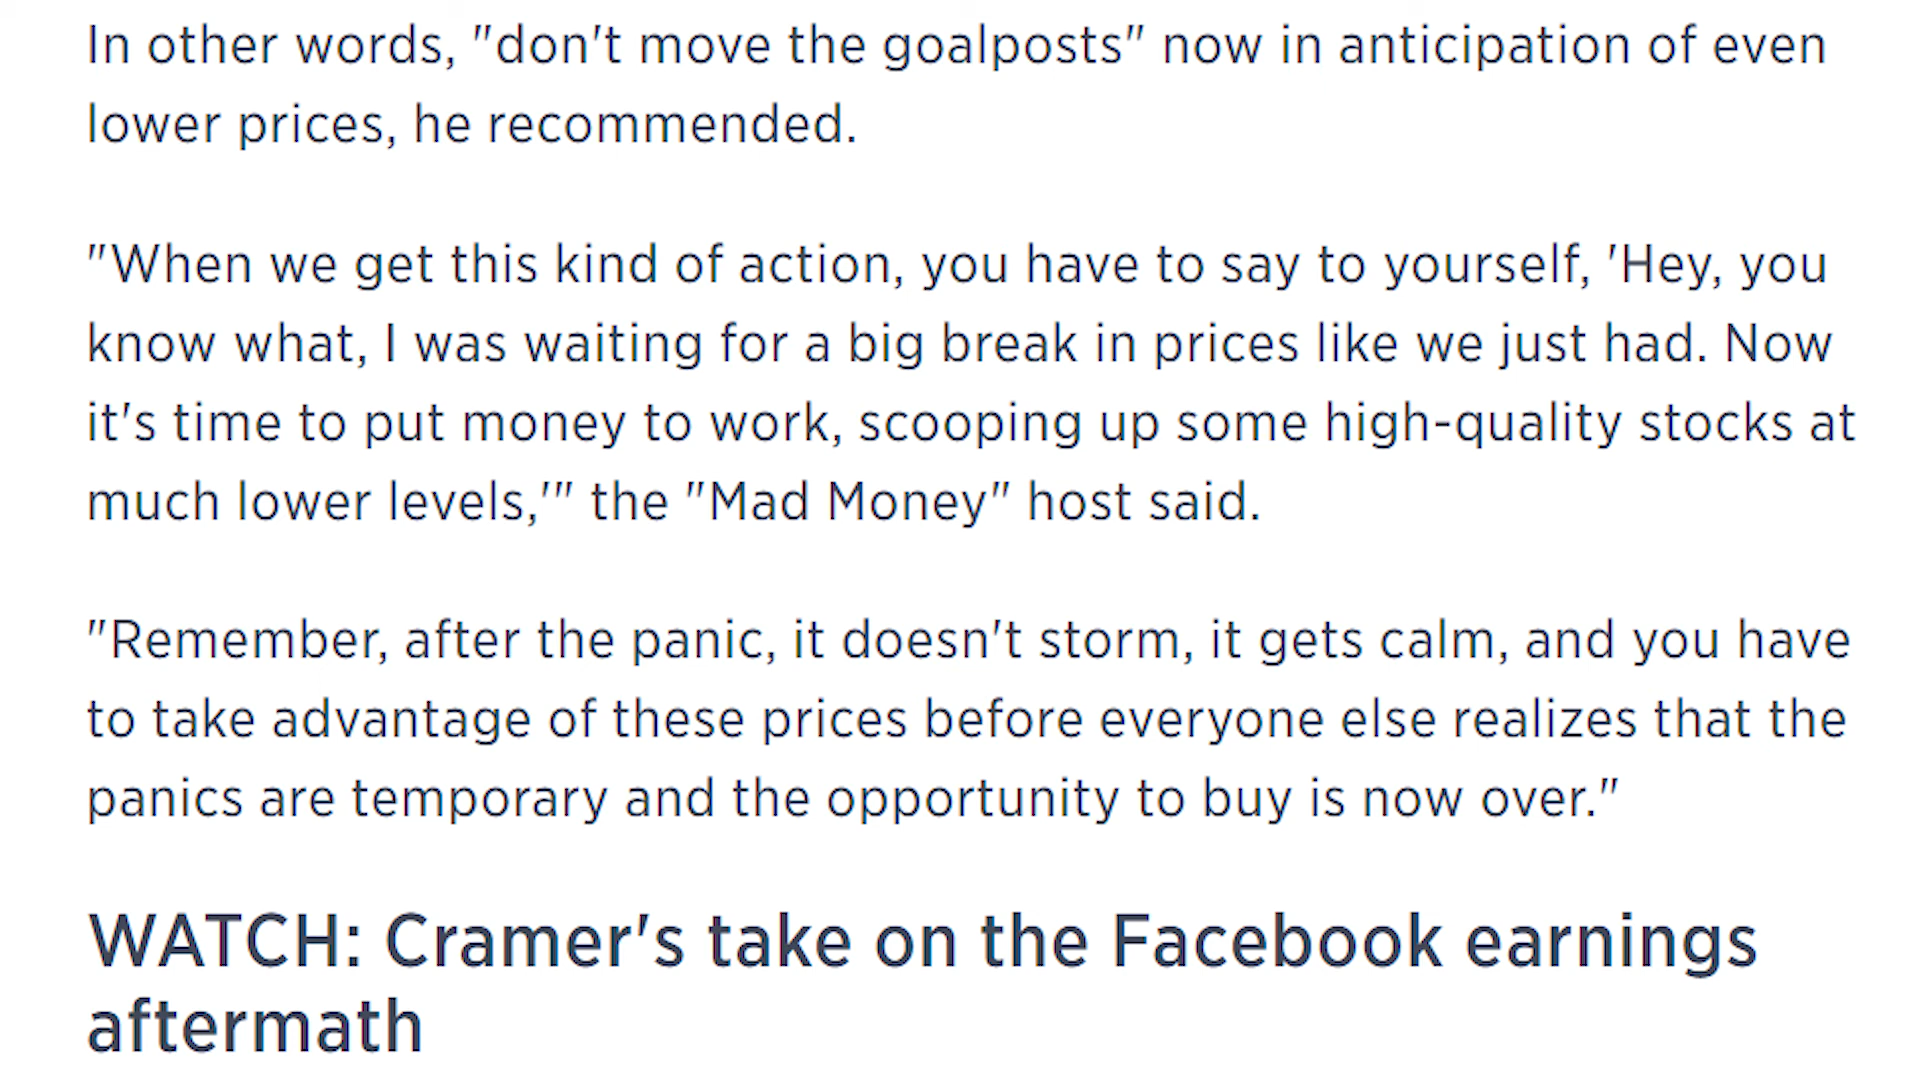 In other words, "don't move the goalposts" now in anticipation of even
lower prices, he recommended.
"When we get this kind of action, you have to say to yourself, 'Hey, you
know what, I was waiting for a big break in prices like we just had. Now
it's time to put money to work, scooping up some high-quality stocks at
much lower levels,'" the "Mad Money" host said.
"Remember, after the panic, it doesn't storm, it gets calm, and you have
to take advantage of these prices before everyone else realizes that the
panics are temporary and the opportunity to buy is now over."
WATCH: Cramer's take on the Facebook earnings
aftermath